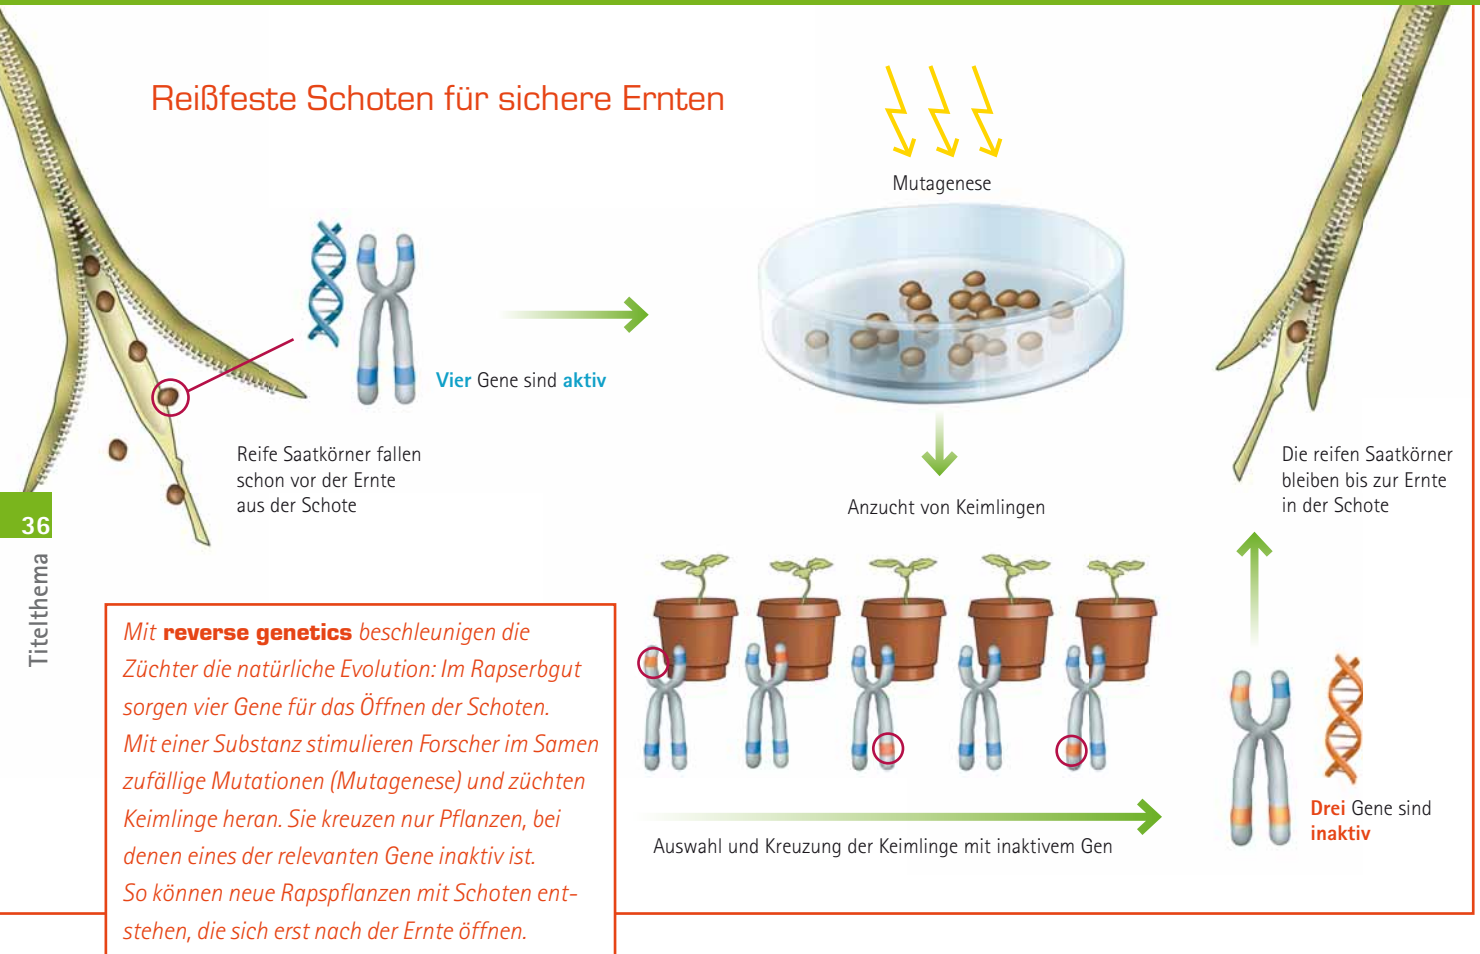 Reißfeste Schoten für sichere Ernten
Mutagenese
Vier Gene sind aktiv
Reife Saatkörner fallen
schon vor der Ernte
aus der Schote
Anzucht von Keimlingen
Die reifen Saatkörner
bleiben bis zur Ernte
in der Schote
36
Titelthema
Mit reverse genetics beschleunigen die
Züchter die natürliche Evolution: Im Rapserbgut
sorgen vier Gene für das Öffnen der Schoten.
Mit einer Substanz stimulieren Forscher im Samen
zufällige Mutationen (Mutagenese) und züchten
Keimlinge heran. Sie kreuzen nur Pflanzen, bei
denen eines der relevanten Gene inaktiv ist.
So können neue Rapspflanzen mit Schoten ent-
stehen, die sich erst nach der Ernte öffnen.
Auswahl und Kreuzung der Keimlinge mit inaktivem Gen
Drei Gene sind
inaktiv